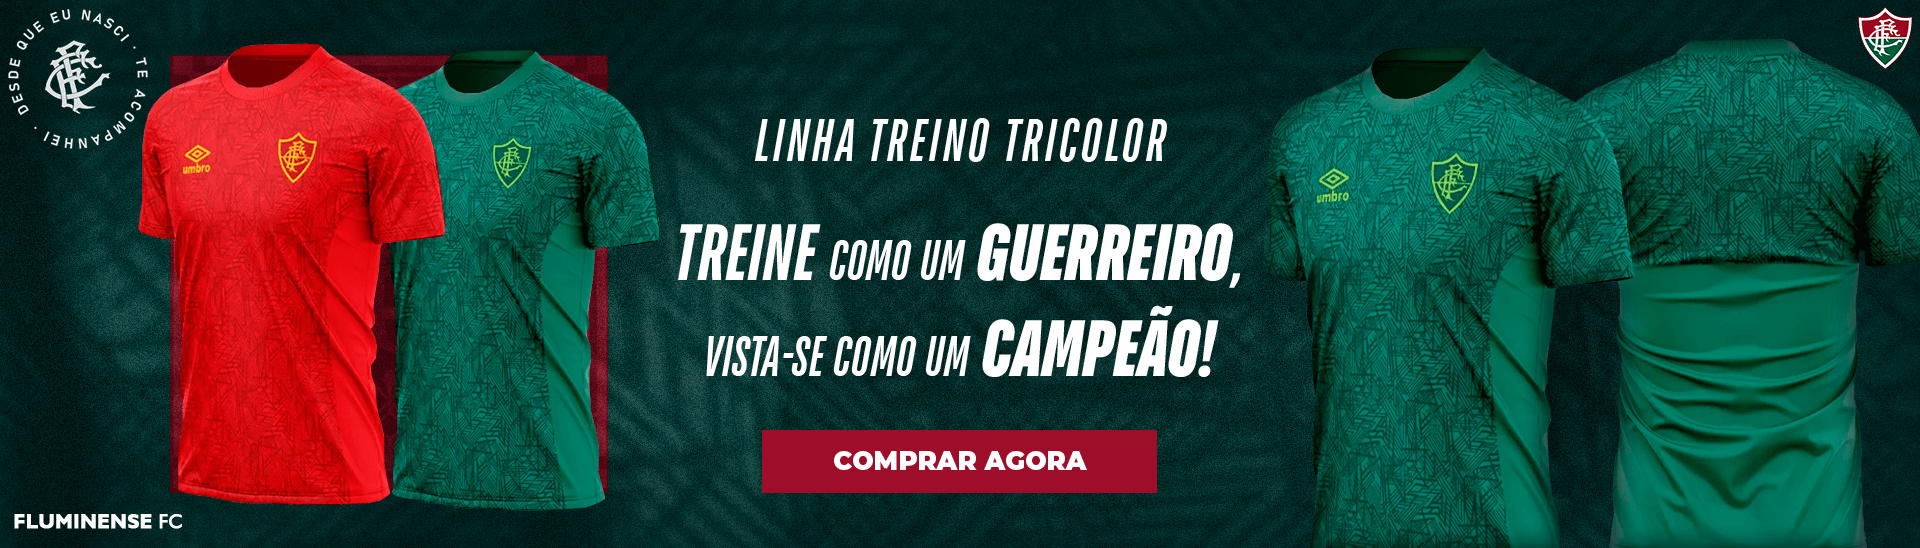 DESDE QUE EU NASCI · TE ACOMPANHEI ·
umbro
umbro
LINHA TREINO TRICOLOR
TREINE COMO UM GUERREIRO,
VISTA-SE COMO UM CAMPEÃO!
COMPRAR AGORA
FLUMINENSE FC